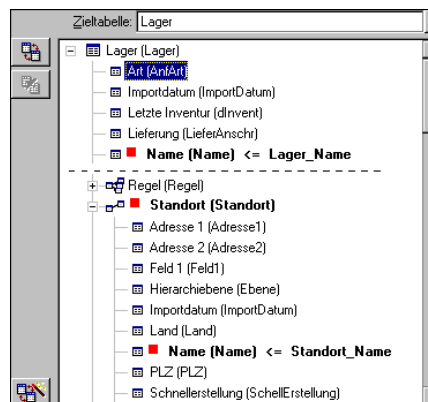 Zieltabelle: Lager
Lager (Lager)
Art (AnfArt)
Importdatum (ImportDatum)
Letzte Inventur (dInvent)
Lieferung (LieferAnschr)
Name (Name) <= Lager_Name
Regel (Regel)
Standort (Standort)
Adresse 1 (Adresse1)
Adresse 2 (Adresse2)
Feld 1 (Feld1)
Hierarchiebene (Ebene)
Importdatum (ImportDatum)
Land (Land)
Name (Name) <= Standort_Name
PLZ (PLZ)
Schnellerstellung (SchellErstellung)